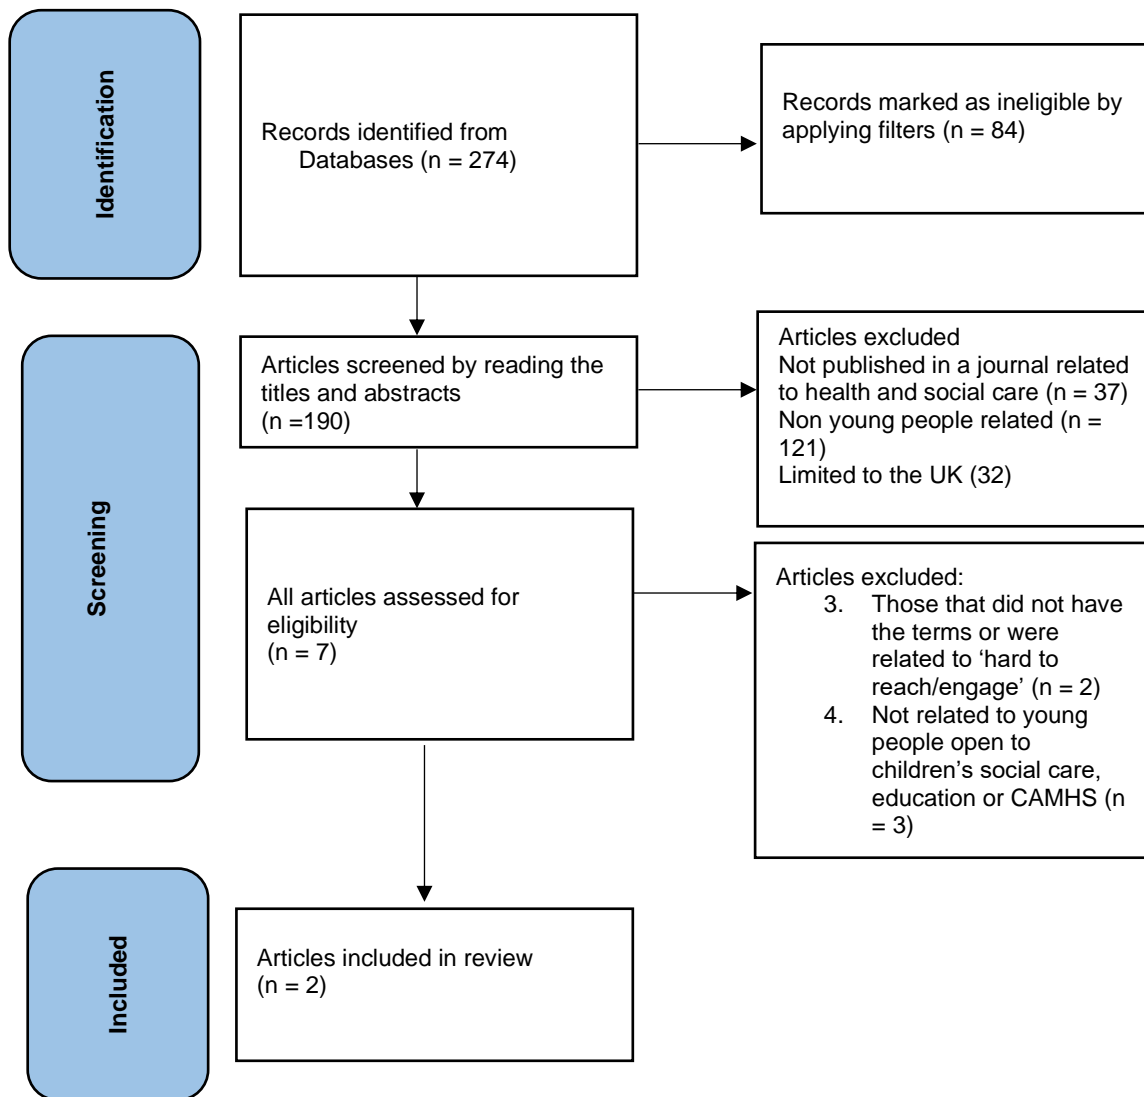 Identification
Records identified from
Databases (n = 274)
Records marked as ineligible by
applying filters (n = 84)
Screening
Articles screened by reading the
titles and abstracts
(n =190)
Articles excluded
Not published in a journal related
to health and social care (n = 37)
Non young people related (n =
121)
Limited to the UK (32)
All articles assessed for
eligibility
(n = 7)
Articles excluded:
3. Those that did not have
the terms or were
related to ‘hard to
reach/engage’ (n = 2)
4. Not related to young
people open to
children’s social care,
education or CAMHS (n
= 3)
Included
Articles included in review
(n = 2)